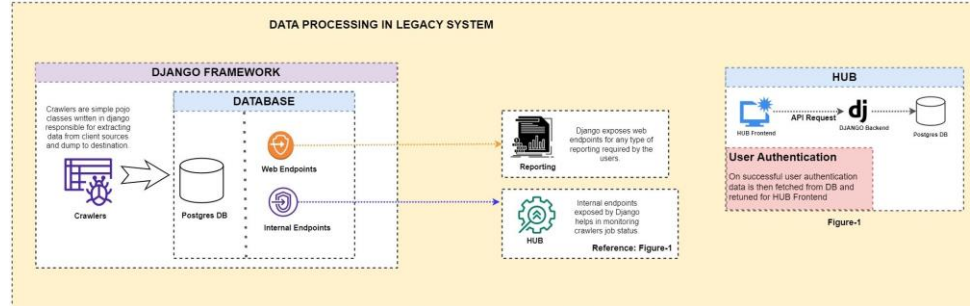 DATA PROCESSING IN LEGACY SYSTEM
DJANGO FRAMEWORK
Crawlers are simple pojo
classes written in django
responsible for extracting
data from client sources
and dump to destination.
Crawlers
DATABASE
Postgres DB
Web Endpoints
Internal Endpoints
Django exposes web
endpoints for any type of
reporting required by the
users.
Reporting
Internal endpoints
exposed by Django
helps in monitoring
crawlers job status.
HUB
Reference: Figure-1
HUB
HUB Frontend
API Request
dj
DJANGO Backend
Postgres DB
User Authentication
On successful user authentication
data is then fetched from DB and
retuned for HUB Frontend
Figure-1